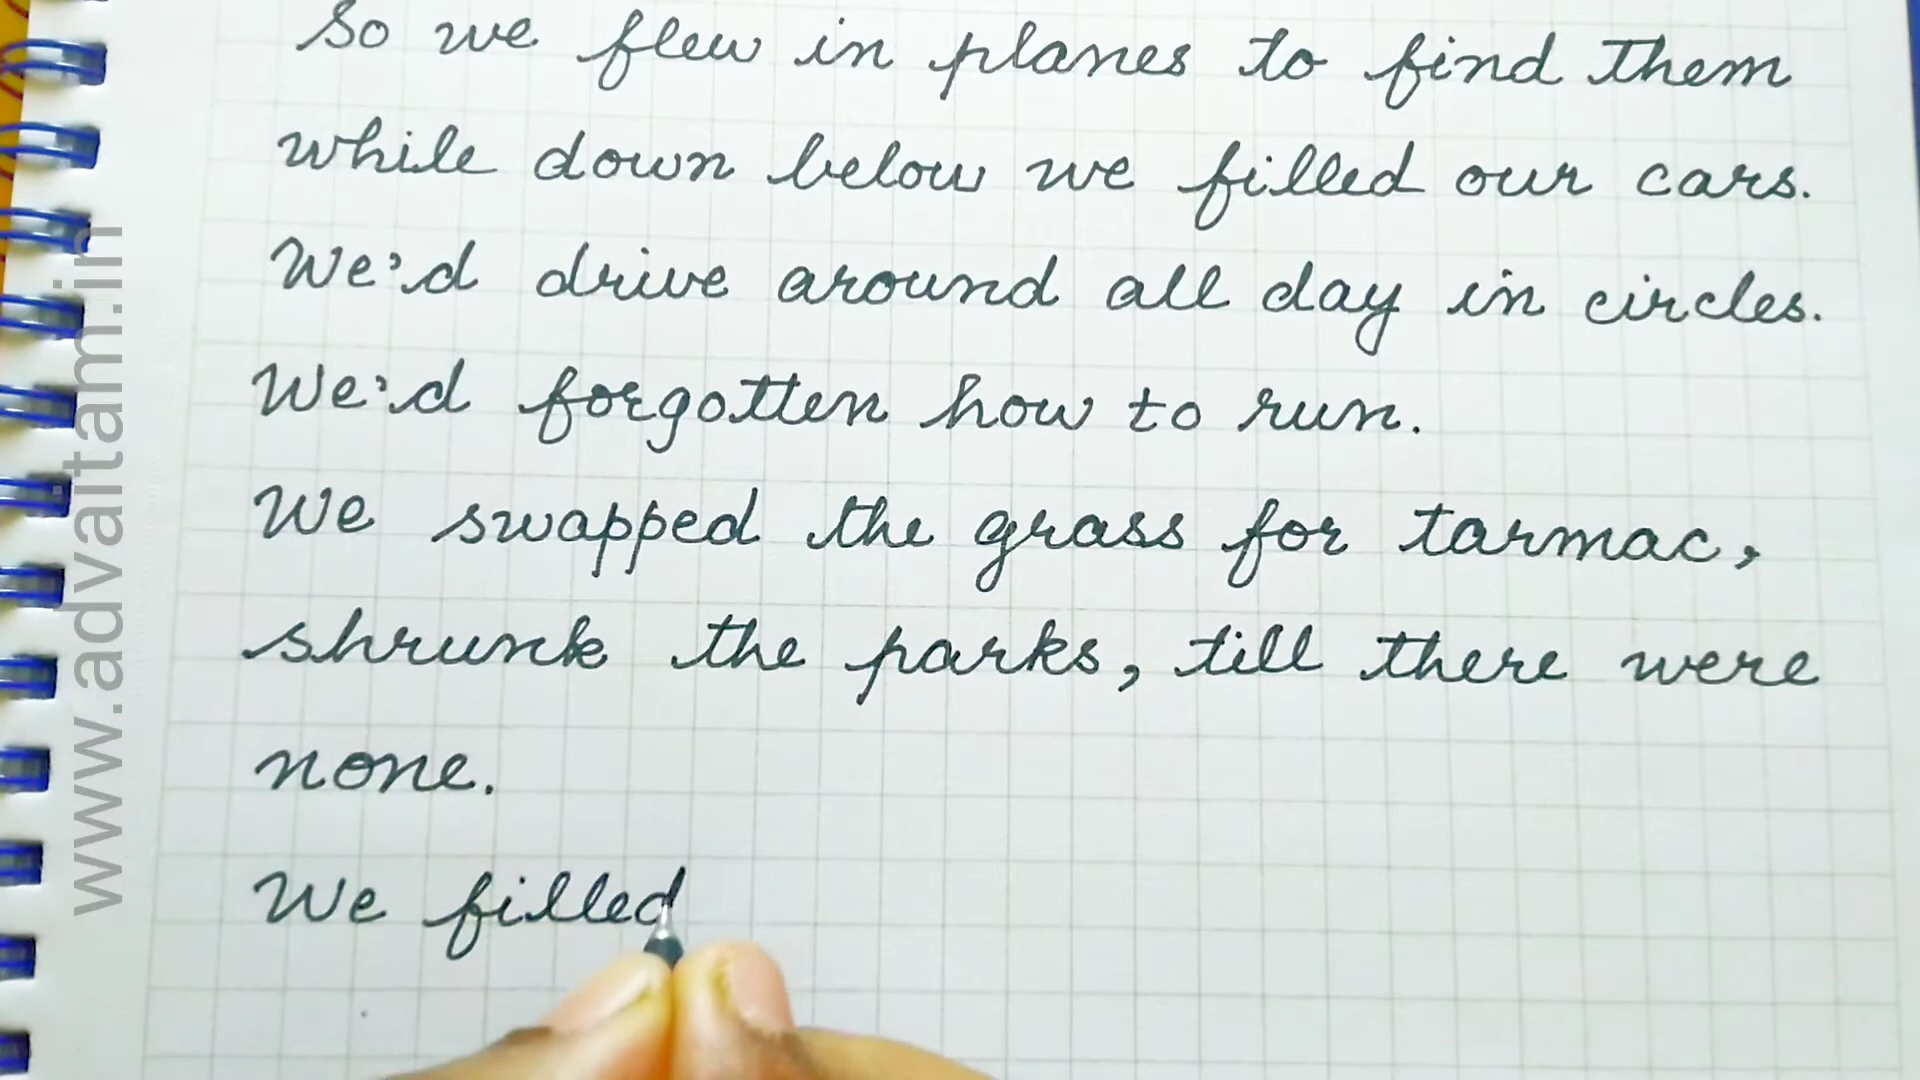 So we flew in planes to find them
while down below we filled our cars.
We'd drive around all day in circles.
We'd forgotten how to run.
We swapped the grass for tarmac,
shrunk the parks, till there were
none.
We filled
www.advaitam.in